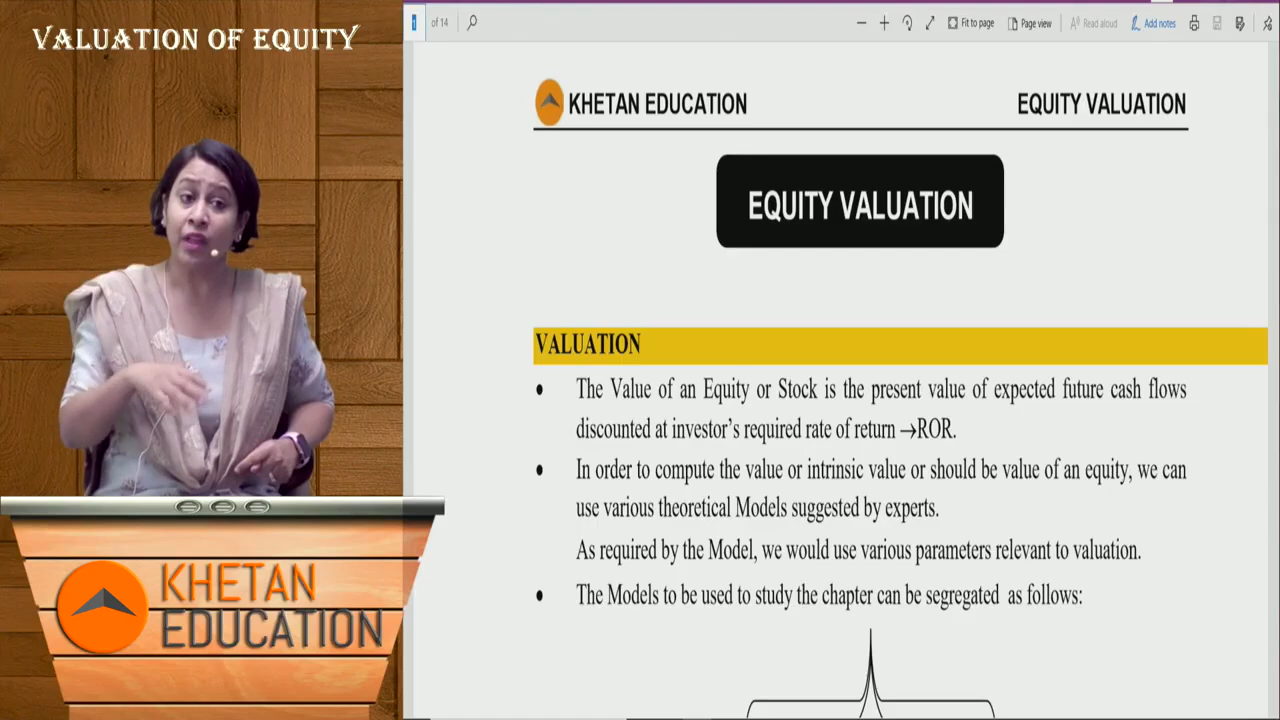 VALUATION OF EQUITY
1 of 14
Fit to page
Page view
Read aloud
Add notes
KHETAN EDUCATION
EQUITY VALUATION
EQUITY VALUATION
VALUATION
• The Value of an Equity or Stock is the present value of expected future cash flows
discounted at investor's required rate of return →ROR.
• In order to compute the value or intrinsic value or should be value of an equity, we can
use various theoretical Models suggested by experts.
As required by the Model, we would use various parameters relevant to valuation.
• The Models to be used to study the chapter can be segregated as follows:
KHETAN
EDUCATION